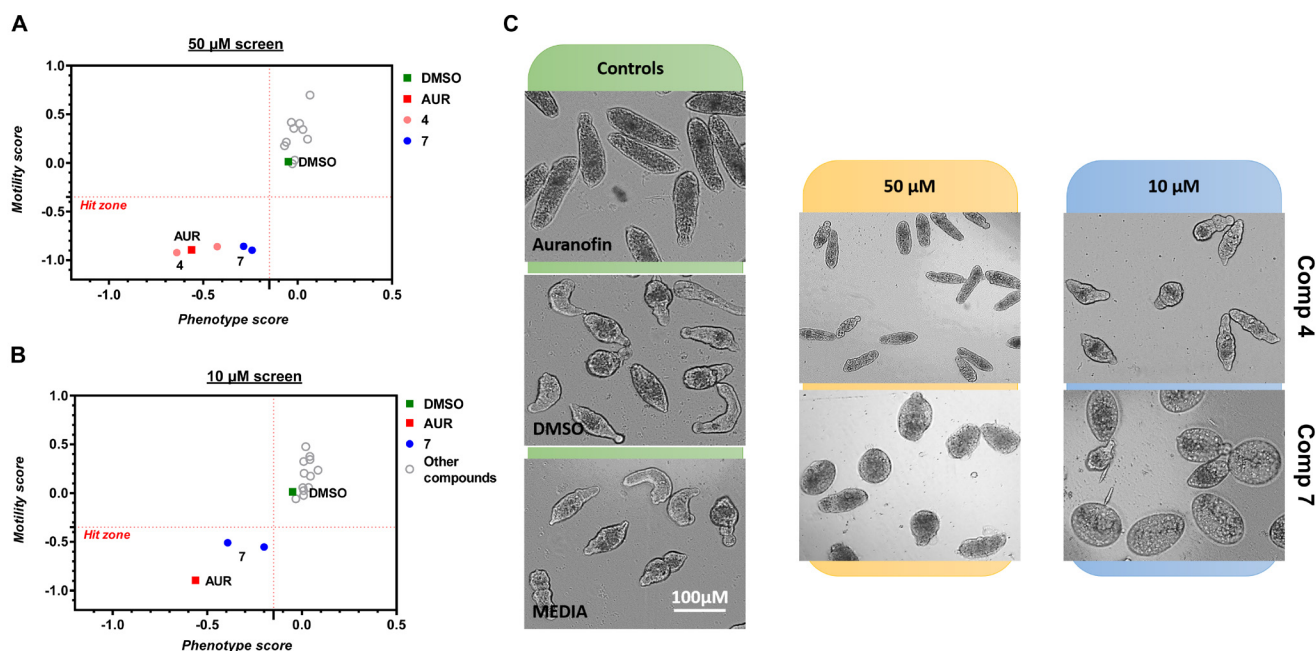 A
50 µM screen
1.0
0.5
0.0
-0.5
-1.0
Motility score
DMSO
Hit zone
AUR
4
7
-1.0
-0.5
0.0
0.5
Phenotype score
DMSO
AUR
4
7
B
10 µM screen
1.0
0.5
0.0
-0.5
-1.0
Motility score
DMSO
Hit zone
7
AUR
-1.0
-0.5
0.0
0.5
Phenotype score
DMSO
AUR
7
Other
compounds
C
Controls
Auranofin
DMSO
MEDIA
100µM
50 µM
10 µM
Comp 4
Comp 7